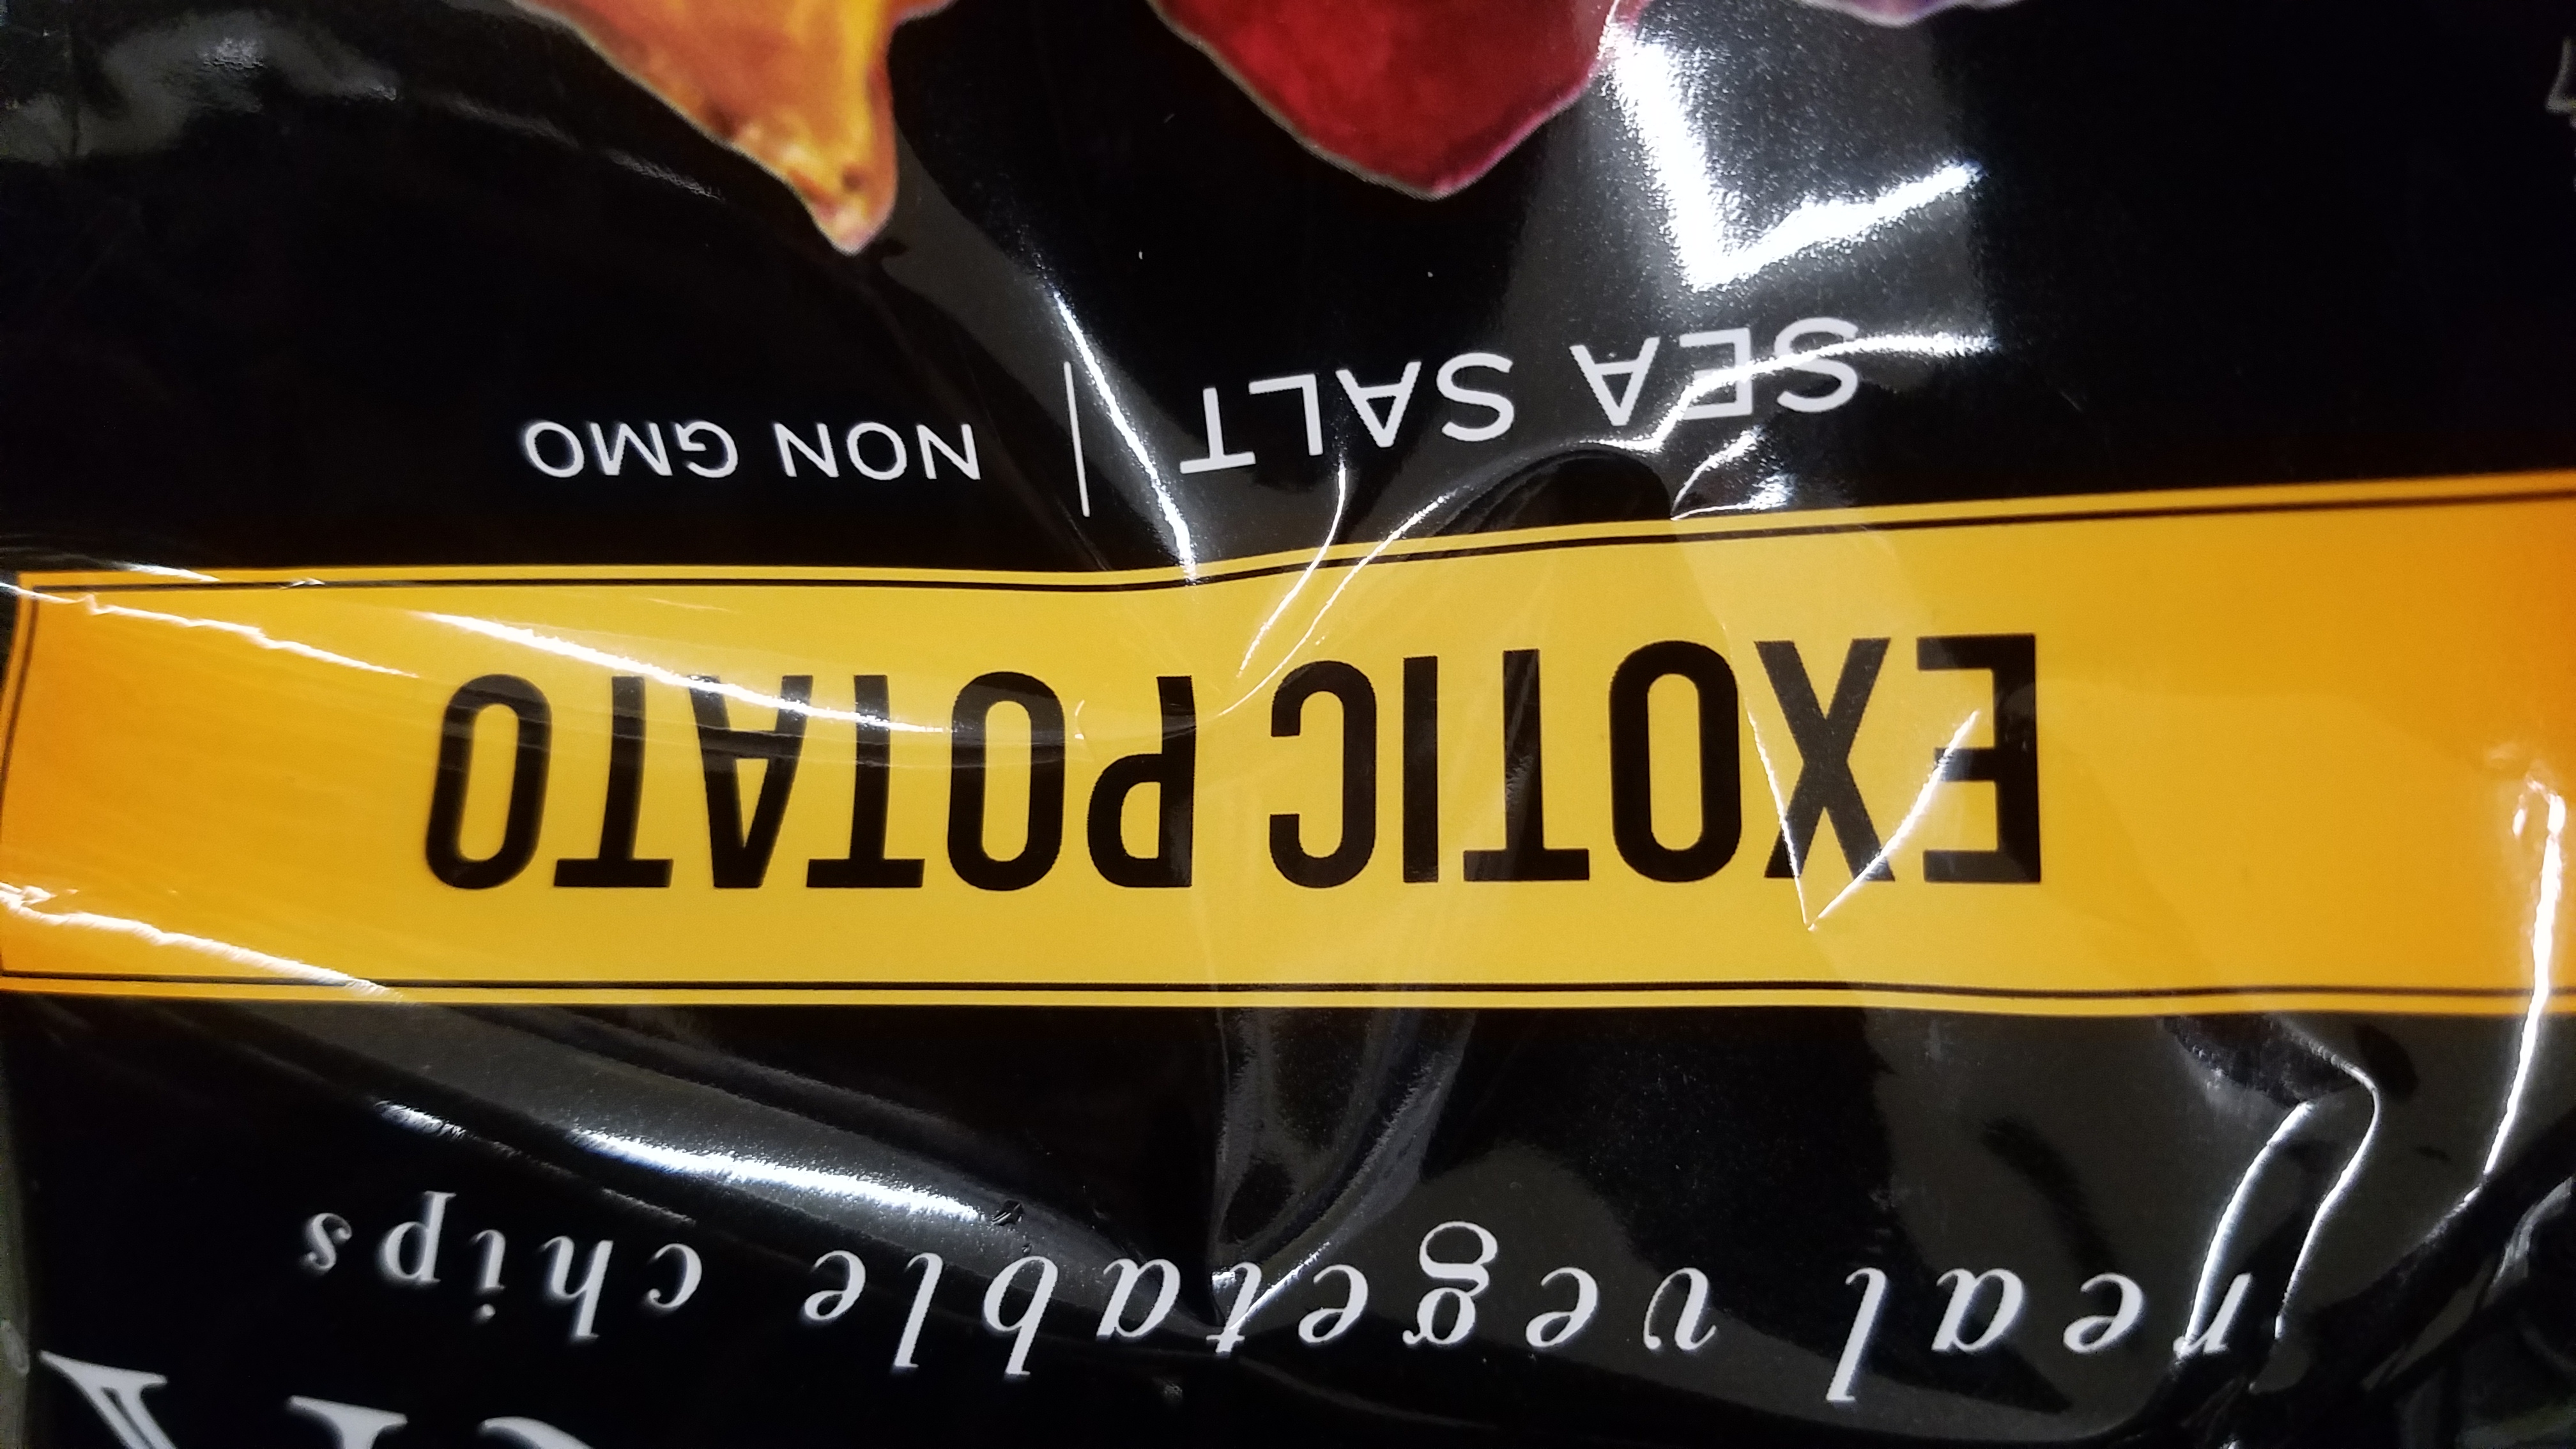 real vegetable chips
EXOTIC POTATO
SEA SALT | NON GMO